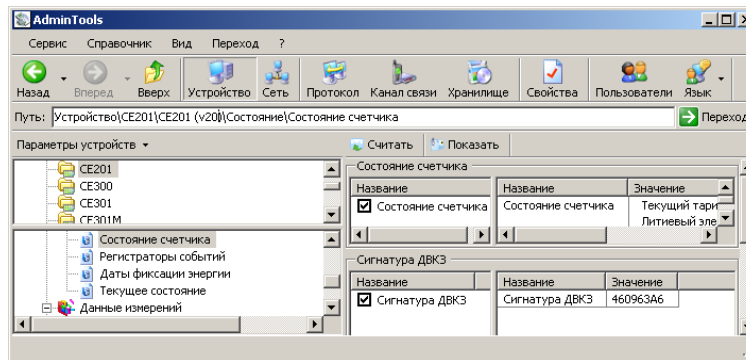 AdminTools
Сервис Справочник Вид Переход ?
Назад Вперед Вверх Устройство Сеть Протокол Канал связи Хранилище Свойства Пользователи Язык
Путь: Устройство\CE201\CE201 (v20)\Состояние\Состояние счетчика Переход
Параметры устройств Считать Показать
CE201
CE300
CE301
CE301M
Состояние счетчика
Регистраторы событий
Даты фиксации энергии
Текущее состояние
Данные измерений
Состояние счетчика
Название Название Значение
Состояние счетчика Состояние счетчика Текущий тари
Литиевый эле
Сигнатура ДВКЗ
Название Название Значение
Сигнатура ДВКЗ Сигнатура ДВКЗ 460963A6